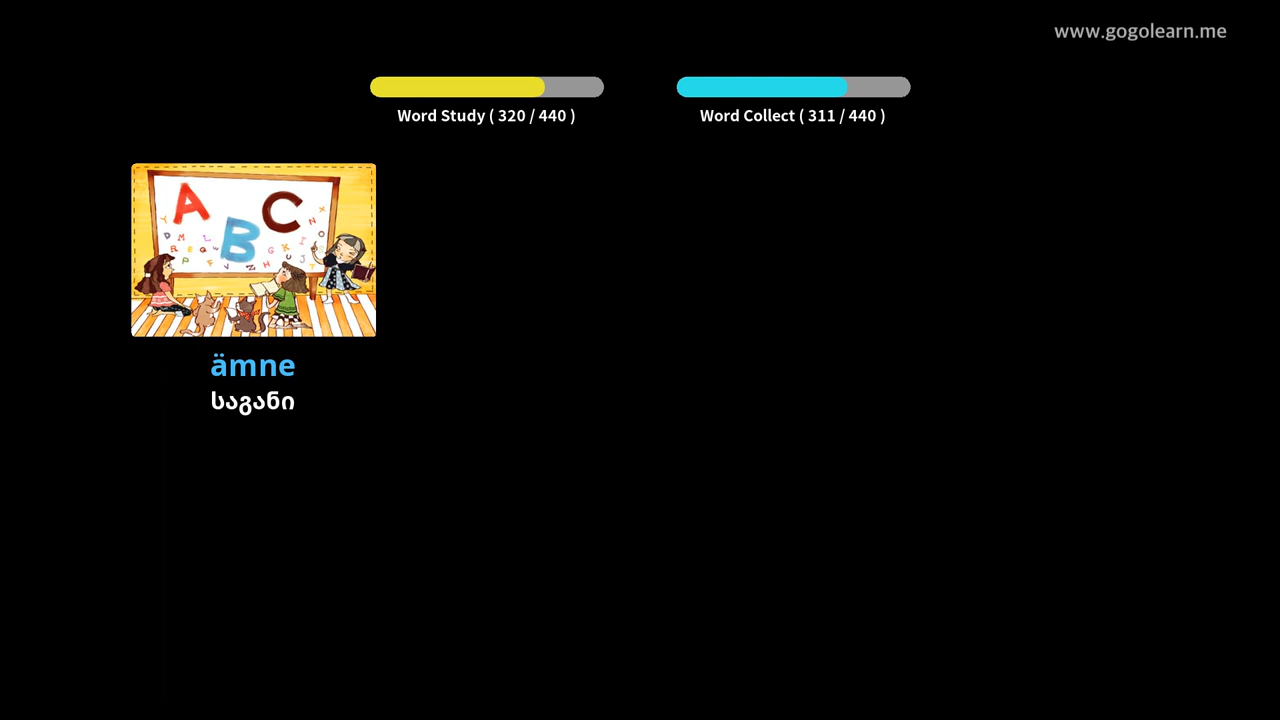 www.gogolearn.me
Word Study ( 320 / 440 )
Word Collect ( 311 / 440 )
A B C
ämne
საგანი